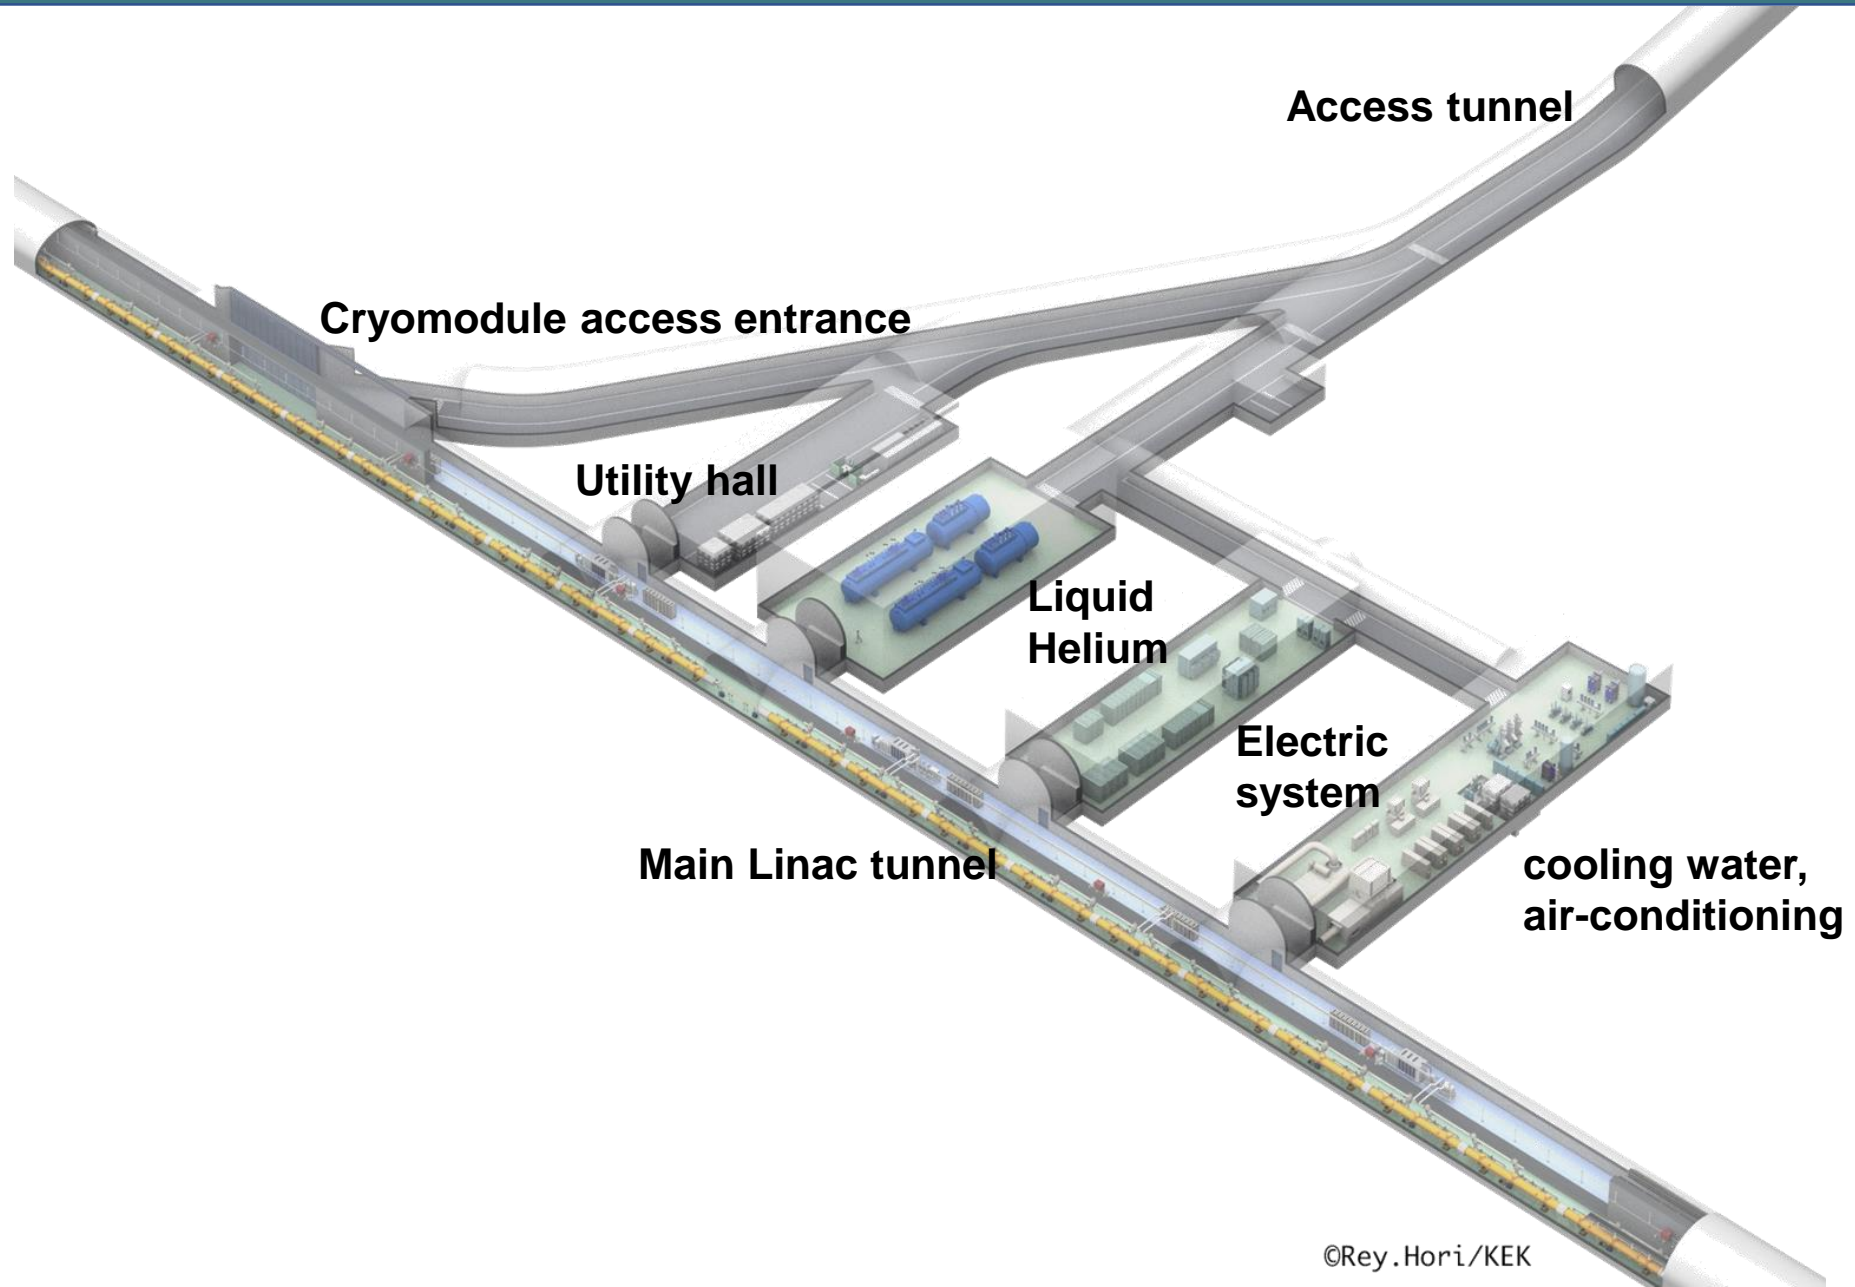 Access tunnel
Cryomodule access entrance
Utility hall
Liquid
Helium
Electric
system
Main Linac tunnel
cooling water,
air-conditioning
©Rey.Hori/KEK